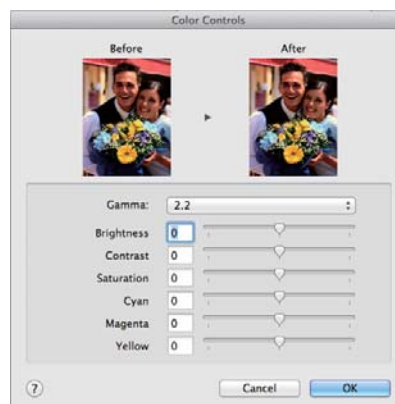 Color Controls
Before After
Gamma: 2.2
Brightness 0
Contrast 0
Saturation 0
Cyan 0
Magenta 0
Yellow 0
? Cancel OK